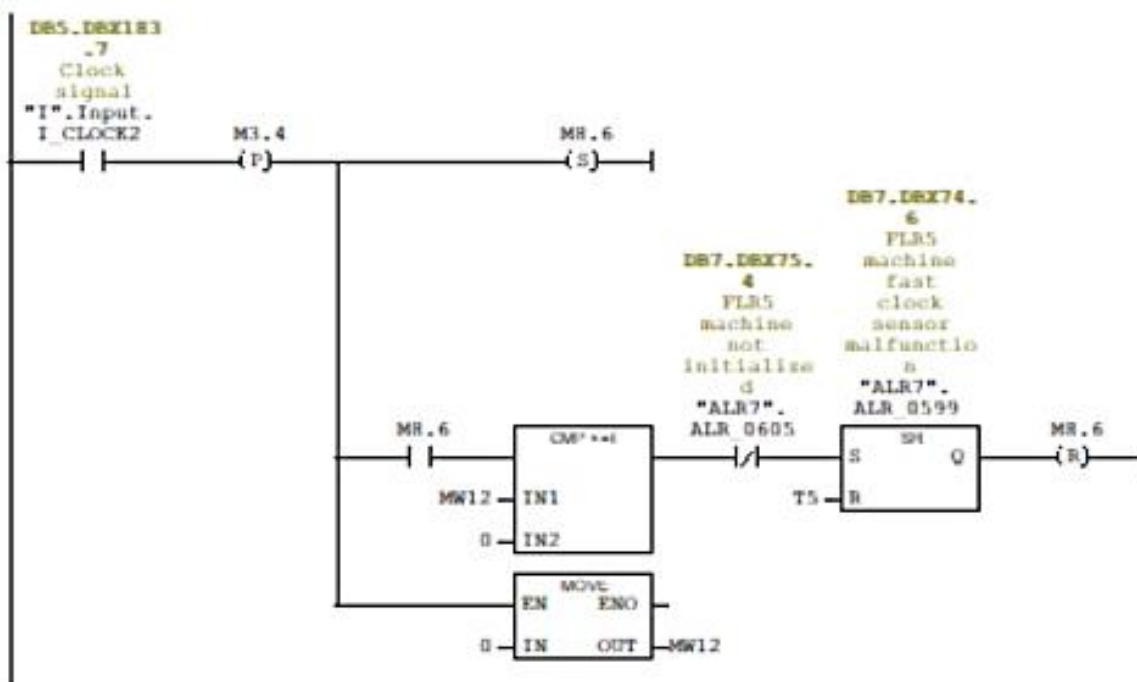 DB5.DBX183
.7
Clock
signal
"I".Input.
I_CLOCK2
M3.4
(P)
M8.6
(S)
DB7.DBX75.
4
FLR5
machine
not
initialize
d
"ALR7".
ALR_0605
DB7.DBX74.
6
FLR5
machine
fast
clock
sensor
malfunctio
n
"ALR7".
ALR_0599
M8.6
CMP ==I
MW12
IN1
0
IN2
SR
S
Q
T5
R
M8.6
(R)
MOVE
EN
ENO
0
IN
OUT
MW12